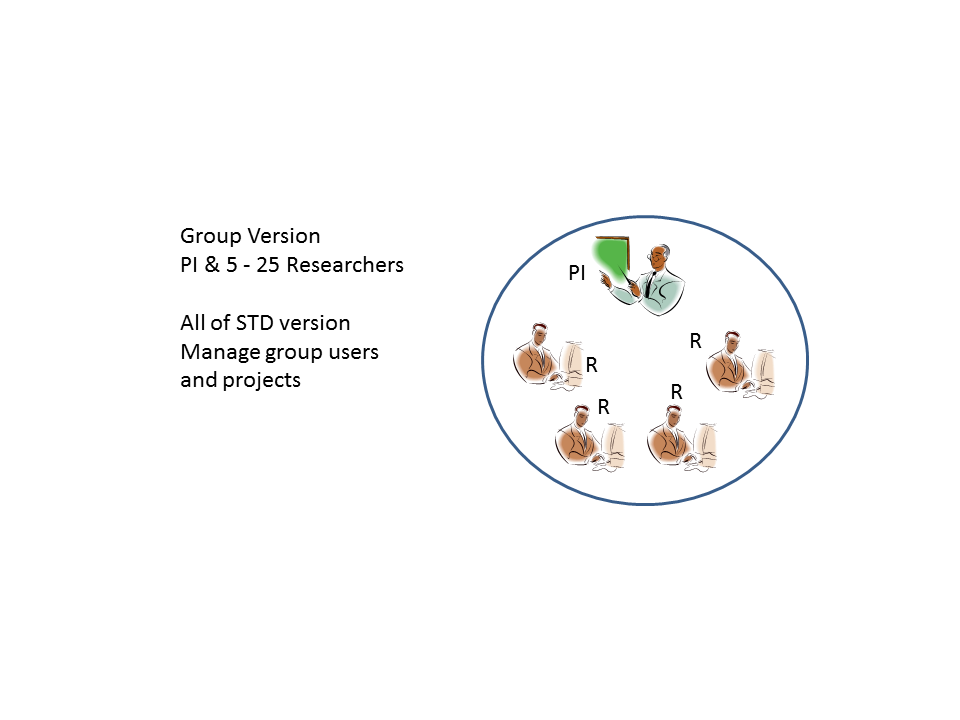 Group Version
PI & 5 - 25 Researchers
All of STD version
Manage group users
and projects
PI
R
R
R
R